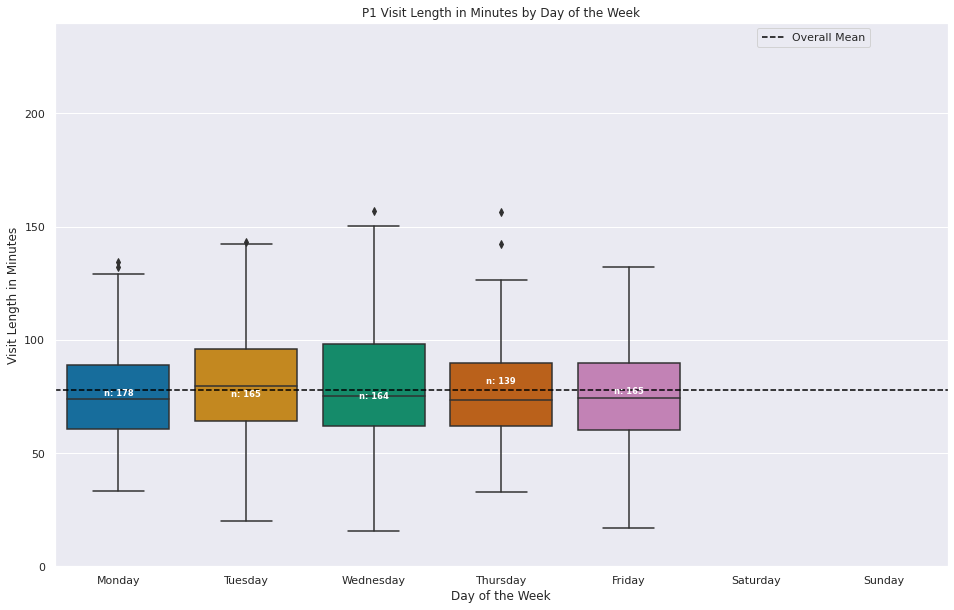 P1 Visit Length in Minutes by Day of the Week
Overall Mean
Visit Length in Minutes
200
150
100
50
0
n: 178
n: 165
n: 164
n: 139
n: 165
Monday
Tuesday
Wednesday
Thursday
Friday
Saturday
Sunday
Day of the Week